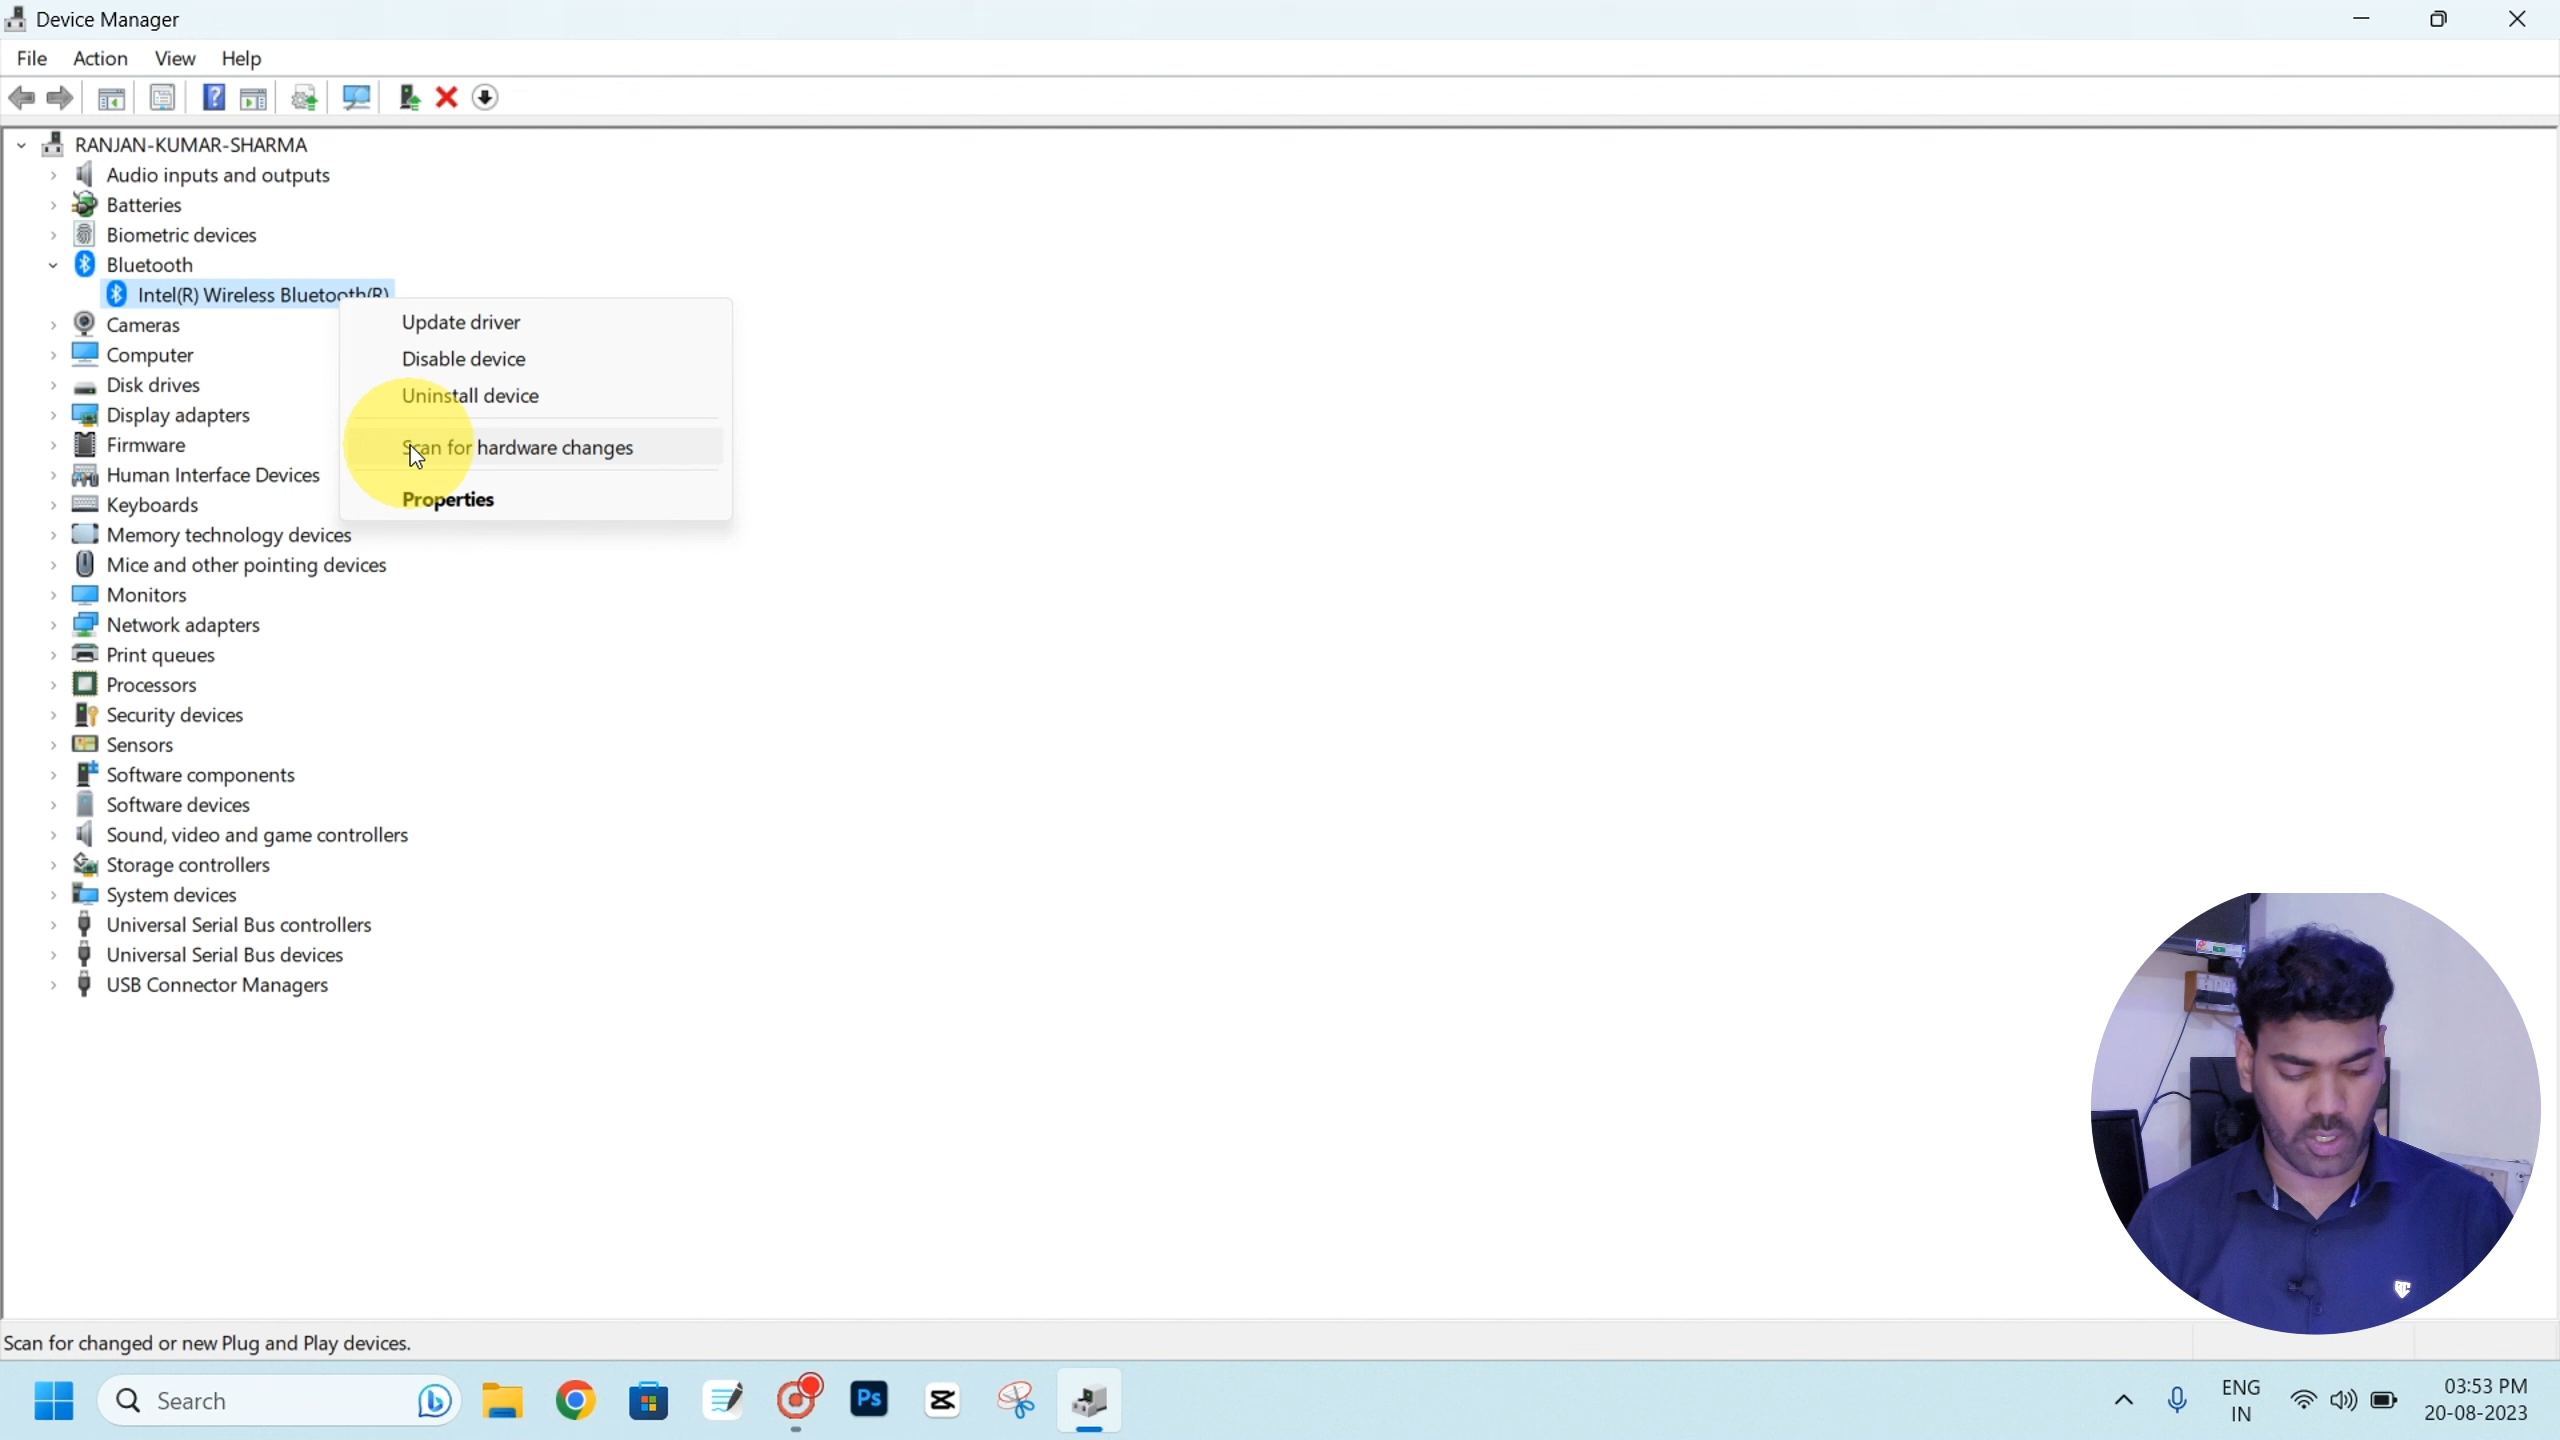 Device Manager
File Action View Help
RANJAN-KUMAR-SHARMA
Audio inputs and outputs
Batteries
Biometric devices
Bluetooth
Intel(R) Wireless Bluetooth(R)
Update driver
Cameras
Computer
Disable device
Disk drives
Uninstall device
Display adapters
Firmware
Scan for hardware changes
Human Interface Devices
Keyboards
Properties
Memory technology devices
Mice and other pointing devices
Monitors
Network adapters
Print queues
Processors
Security devices
Sensors
Software components
Software devices
Sound, video and game controllers
Storage controllers
System devices
Universal Serial Bus controllers
Universal Serial Bus devices
USB Connector Managers
Scan for changed or new Plug and Play devices.
Search
Ps
ENG
IN
03:53 PM
20-08-2023